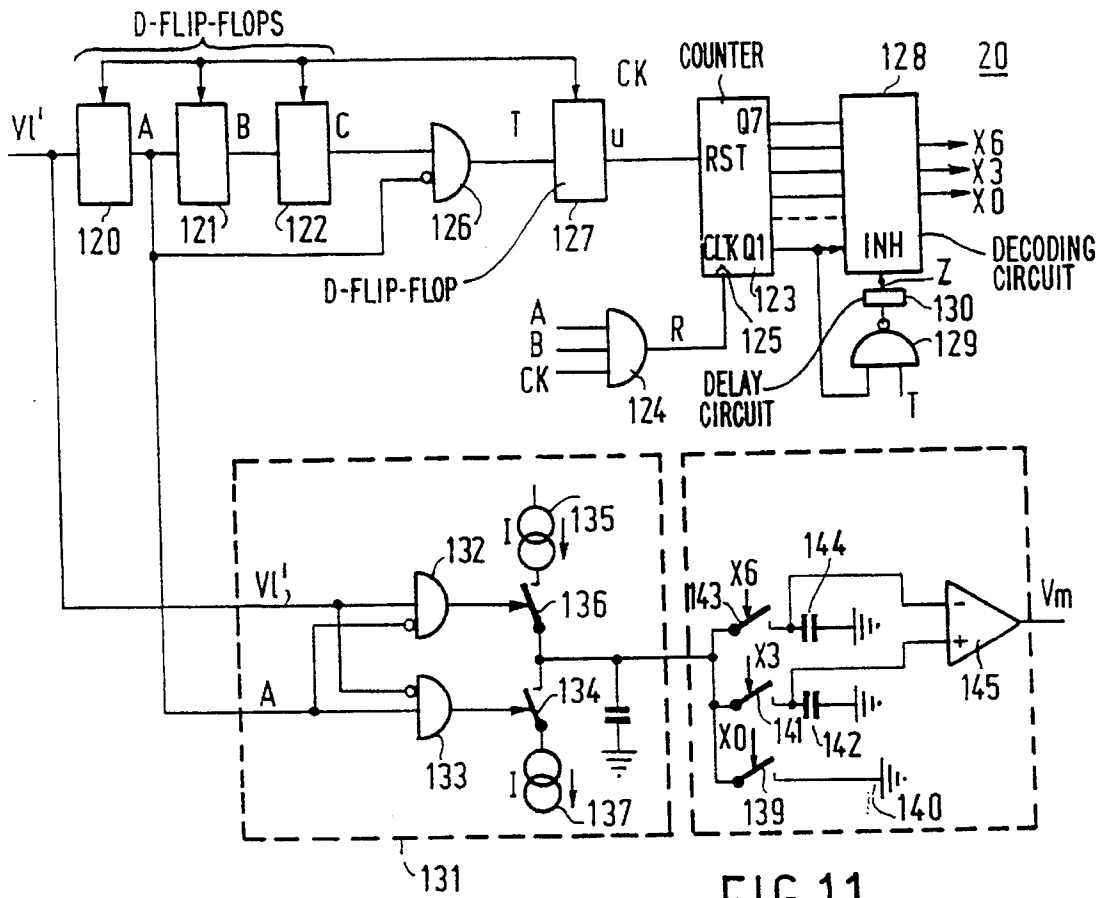 D-FLIP-FLOPS
CK
COUNTER
128
20
Vl'
A
B
C
T
u
Q7
RST
X6
X3
X0
120
121
122
126
127
D-FLIP-FLOP
CLK Q1
INH
DECODING
CIRCUIT
123
125
Z
130
129
A
B
CK
R
124
DELAY
CIRCUIT
T
I
135
132
Vl'
136
A
134
133
I
137
131
X6
143
144
X3
141
142
X0
139
140
-
+
145
Vm
FIG.11